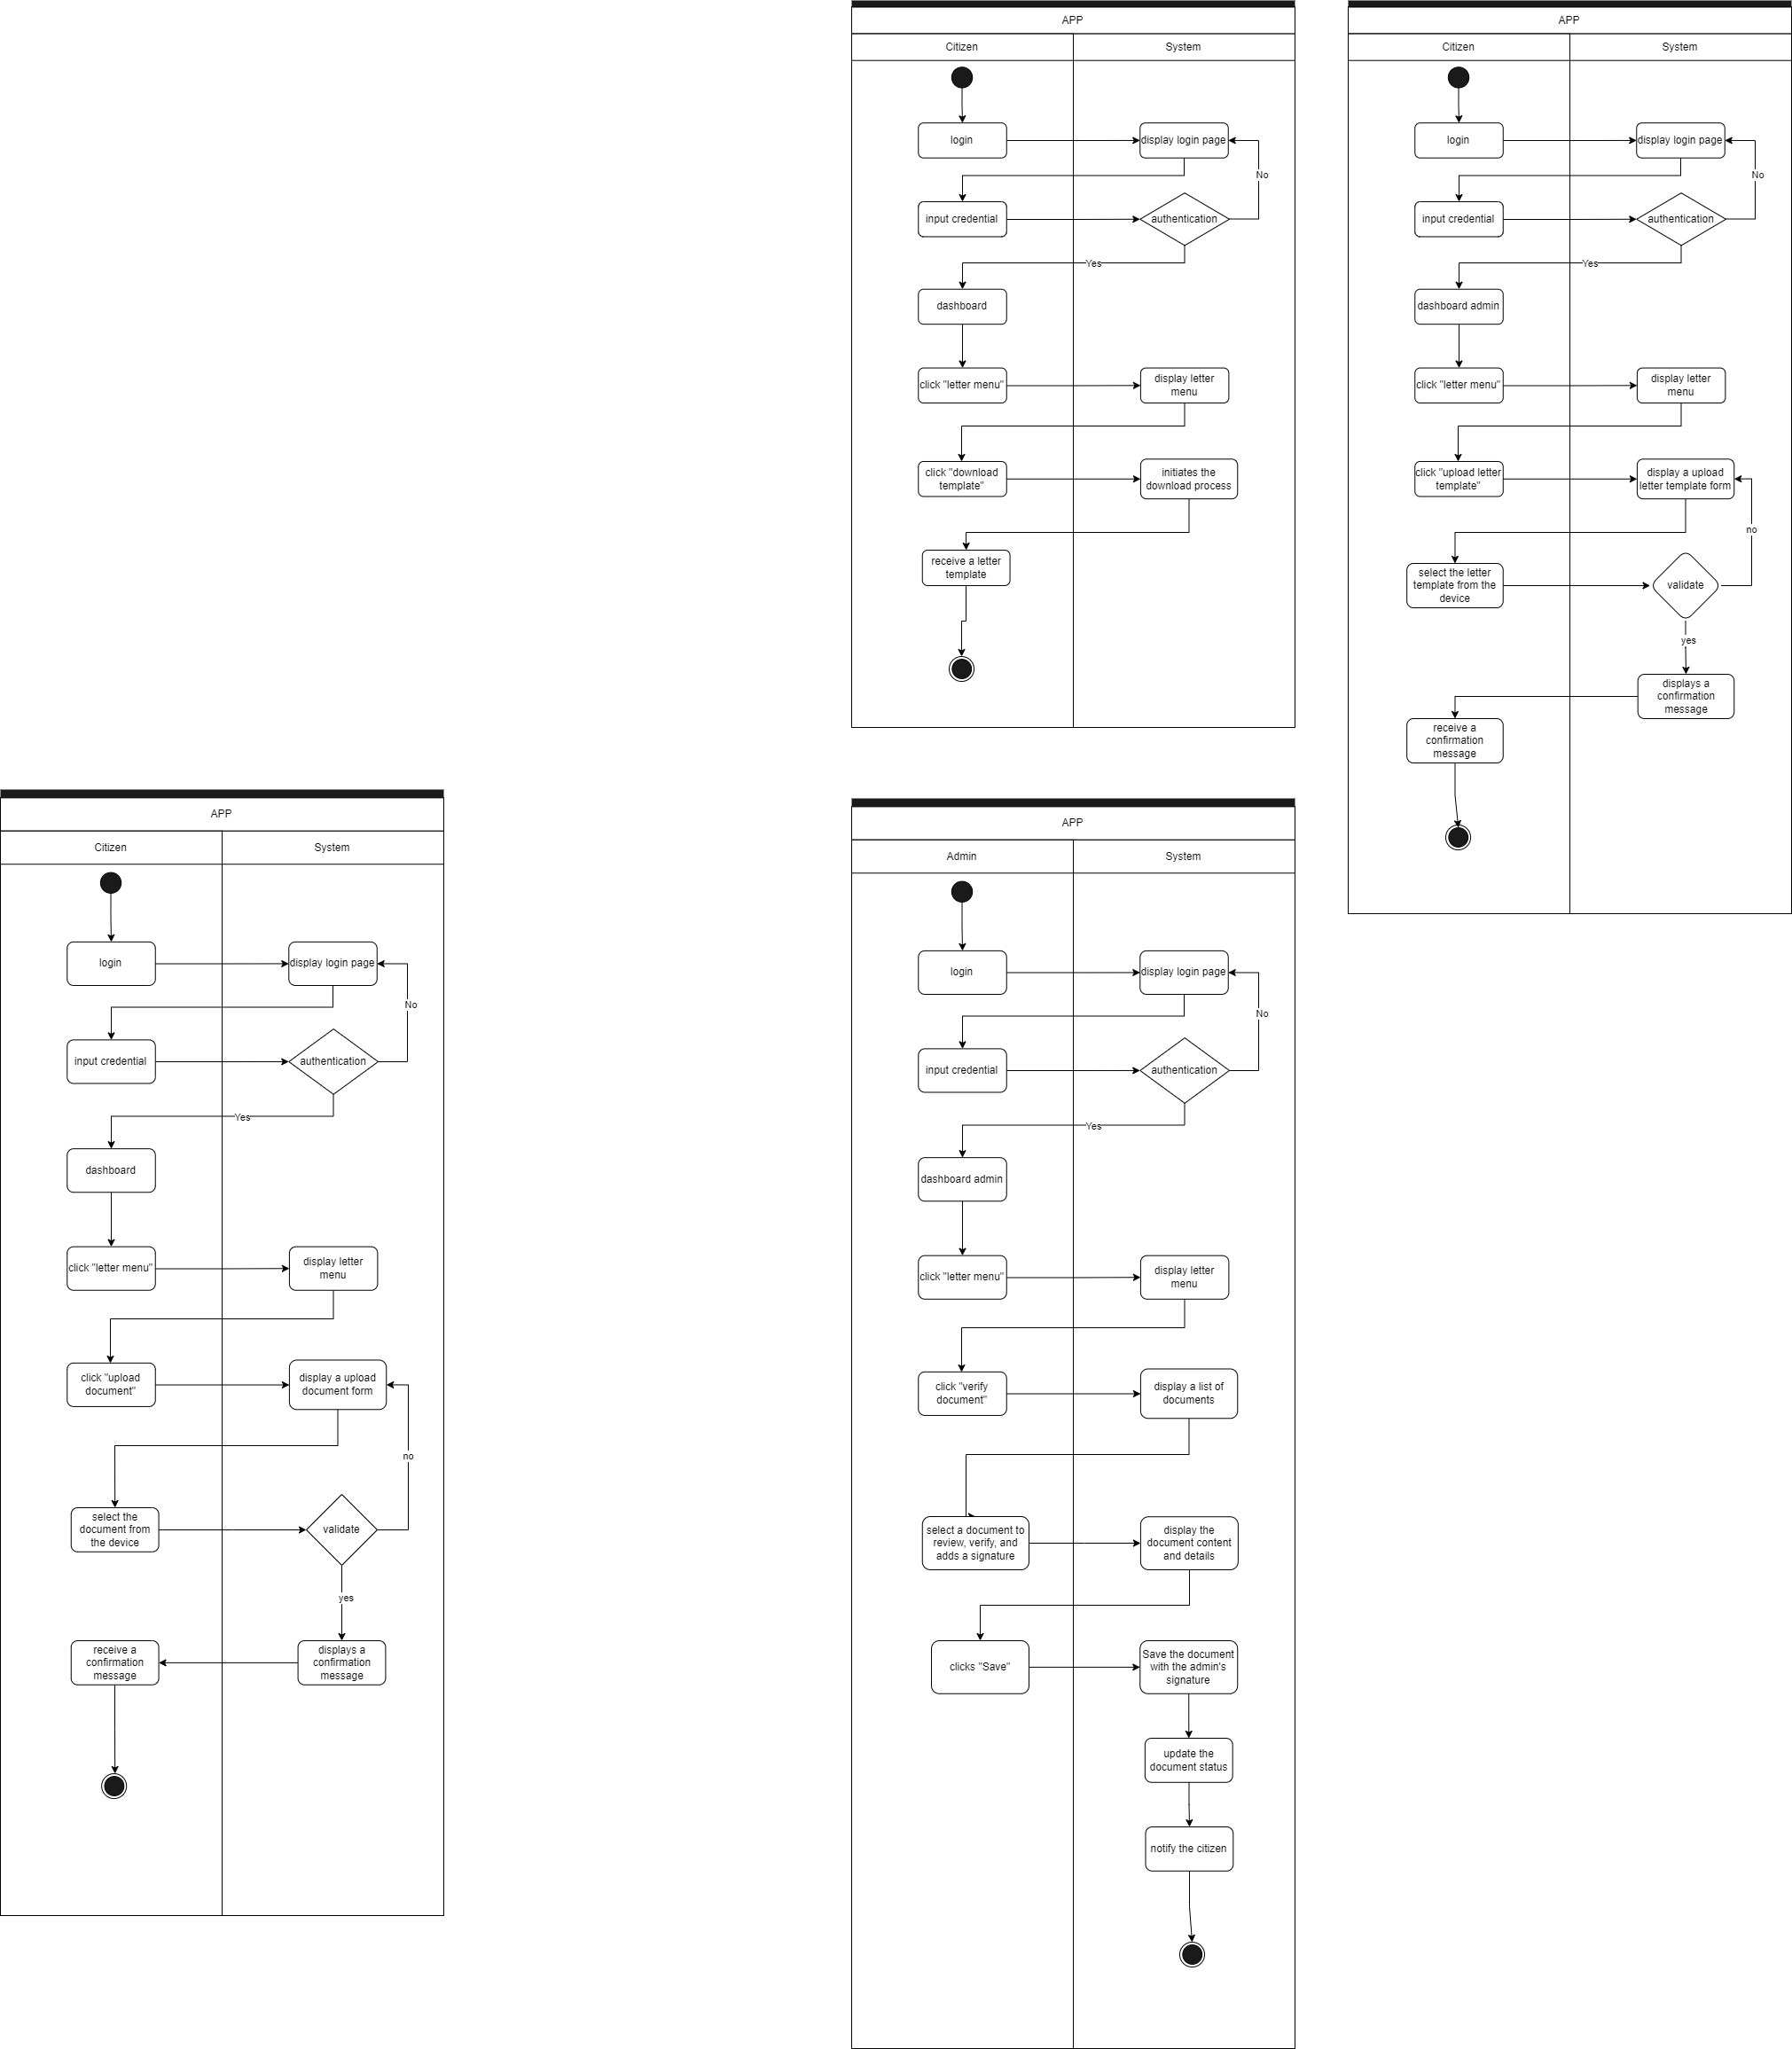 APP
Citizen
System
login
display login page
No
input credential
authentication
Yes
dashboard
click "letter menu"
display letter
menu
click "download
template"
initiates the
download process
receive a letter
template
APP
Citizen
System
login
display login page
No
input credential
authentication
Yes
dashboard admin
click "letter menu"
display letter
menu
click "upload letter
template"
display a upload
letter template form
no
select the letter
template from the
device
validate
yes
displays a
confirmation
message
receive a
confirmation
message
APP
Citizen
System
login
display login page
No
input credential
authentication
Yes
dashboard
click "letter menu"
display letter
menu
click "upload
document"
display a upload
document form
no
select the
document from
the device
validate
yes
receive a
confirmation
message
displays a
confirmation
message
APP
Admin
System
login
display login page
No
input credential
authentication
Yes
dashboard admin
click "letter menu"
display letter
menu
click "verify
document"
display a list of
documents
select a document to
review, verify, and
adds a signature
display the
document content
and details
clicks "Save"
Save the document
with the admin's
signature
update the
document status
notify the citizen